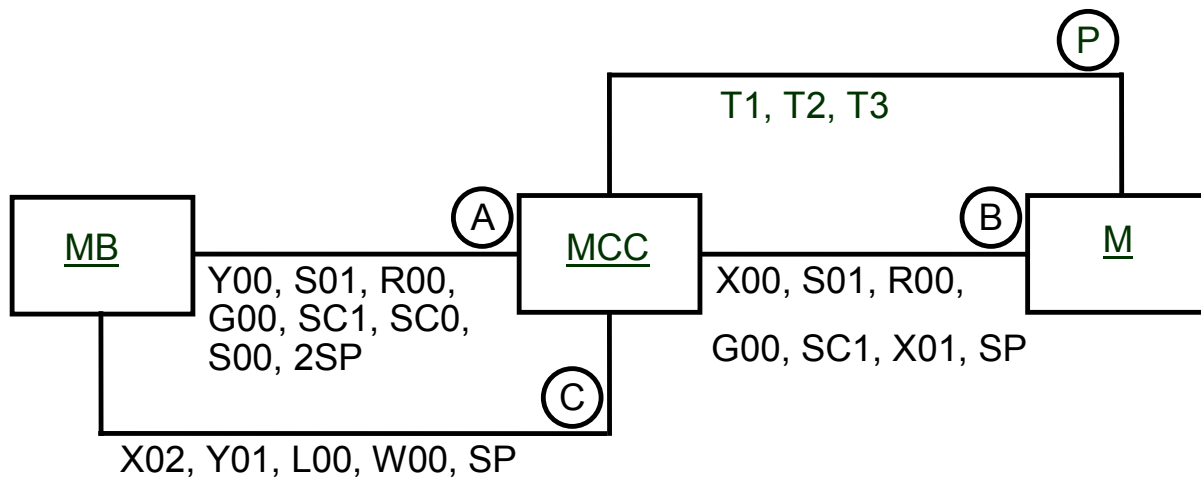 P
T1, T2, T3
A
B
MB
MCC
M
Y00, S01, R00,
G00, SC1, SC0,
S00, 2SP
X00, S01, R00,
G00, SC1, X01, SP
C
X02, Y01, L00, W00, SP